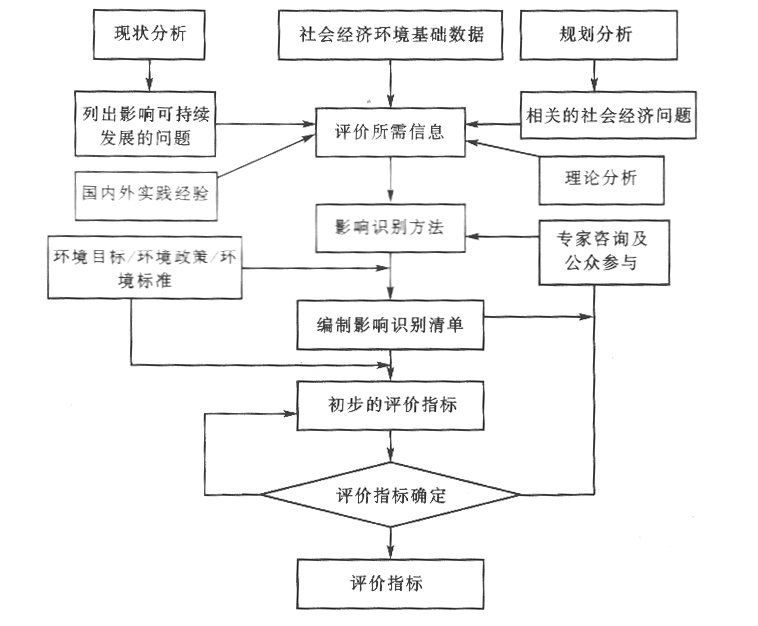 现状分析
社会经济环境基础数据
规划分析
列出影响可持续
发展的问题
评价所需信息
相关的社会经济问题
国内外实践经验
理论分析
影响识别方法
专家咨询及
公众参与
环境目标/环境政策/环
境标准
编制影响识别清单
初步的评价指标
评价指标确定
评价指标